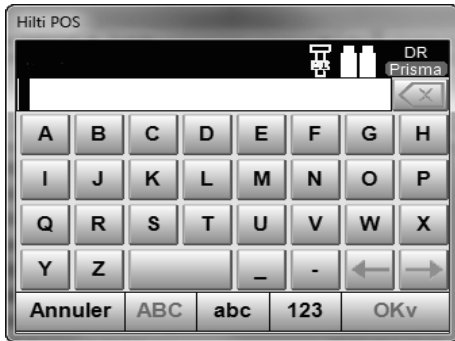 Hilti POS
DR
Prisma
A B C D E F G H
I J K L M N O P
Q R S T U V W X
Y Z _ -
Annuler ABC abc 123 OKv